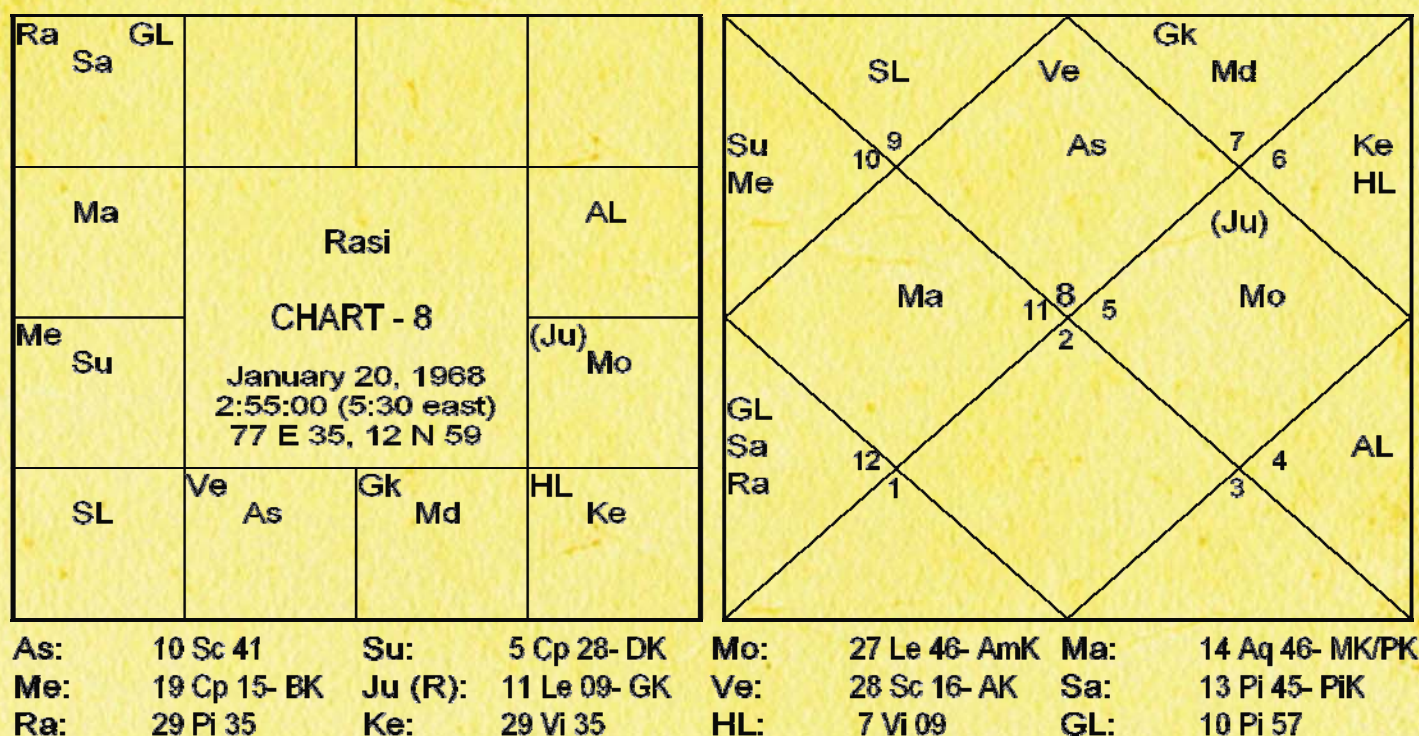 Ra GL
Sa
Ma
AL
Rasi
CHART - 8
January 20, 1968
2:55:00 (5:30 east)
77 E 35, 12 N 59
Me
Su
(Ju)
Mo
SL
Ve
As
Gk
Md
HL
Ke
Gk
SL Ve Md
Su
Me
9
10
As
7
6
Ke
HL
(Ju)
Ma
11 8 5
2
Mo
GL
Sa
Ra
12
1
4
3
AL
As: 10 Sc 41 Su: 5 Cp 28- DK Mo: 27 Le 46- AmK Ma: 14 Aq 46- MK/PK
Me: 19 Cp 15- BK Ju (R): 11 Le 09- GK Ve: 28 Sc 16- AK Sa: 13 Pi 45- PiK
Ra: 29 Pi 35 Ke: 29 Vi 35 HL: 7 Vi 09 GL: 10 Pi 57